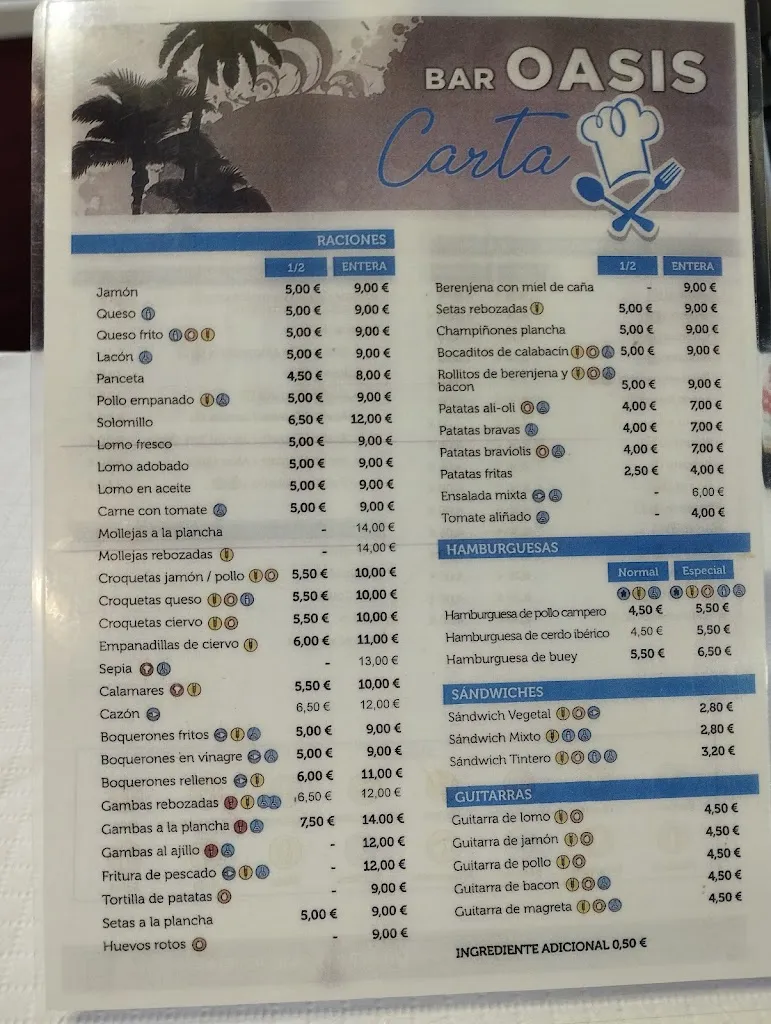 BAR OASIS
Carta
RACIONES
1/2 ENTERA
Jamón 5,00 € 9,00 €
Queso 5,00 € 9,00 €
Queso frito 5,00 € 9,00 €
Lacón 5,00 € 9,00 €
Panceta 4,50 € 8,00 €
Pollo empanado 5,00 € 9,00 €
Solomillo 6,50 € 12,00 €
Lomo fresco 5,00 € 9,00 €
Lomo adobado 5,00 € 9,00 €
Lomo en aceite 5,00 € 9,00 €
Carne con tomate 5,00 € 9,00 €
Mollejas a la plancha - 14,00 €
Mollejas rebozadas - 14,00 €
Croquetas jamón / pollo 5,50 € 10,00 €
Croquetas queso 5,50 € 10,00 €
Croquetas ciervo 5,50 € 10,00 €
Empanadillas de ciervo 6,00 € 11,00 €
Sepia - 13,00 €
Calamares 5,50 € 10,00 €
Cazón 6,50 € 12,00 €
Boquerones fritos 5,00 € 9,00 €
Boquerones en vinagre 5,00 € 9,00 €
Boquerones rellenos 6,00 € 11,00 €
Gambas rebozadas 6,50 € 12,00 €
Gambas a la plancha 7,50 € 14.00 €
Gambas al ajillo - 12,00 €
Fritura de pescado - 12,00 €
Tortilla de patatas - 9,00 €
Setas a la plancha 5,00 € 9,00 €
Huevos rotos - 9,00 €
1/2 ENTERA
Berenjena con miel de caña - 9,00 €
Setas rebozadas 5,00 € 9,00 €
Champiñones plancha 5,00 € 9,00 €
Bocaditos de calabacín 5,00 € 9,00 €
Rollitos de berenjena y
bacon 5,00 € 9,00 €
Patatas ali-oli 4,00 € 7,00 €
Patatas bravas 4,00 € 7,00 €
Patatas braviolis 4,00 € 7,00 €
Patatas fritas 2,50 € 4,00 €
Ensalada mixta - 6,00 €
Tomate aliñado - 4,00 €
HAMBURGUESAS
Normal Especial
Hamburguesa de pollo campero 4,50 € 5,50 €
Hamburguesa de cerdo ibérico 4,50 € 5,50 €
Hamburguesa de buey 5,50 € 6,50 €
SÁNDWICHES
Sándwich Vegetal 2,80 €
Sándwich Mixto 2,80 €
Sándwich Tintero 3,20 €
GUITARRAS
Guitarra de lomo 4,50 €
Guitarra de jamón 4,50 €
Guitarra de pollo 4,50 €
Guitarra de bacon 4,50 €
Guitarra de magreta 4,50 €
INGREDIENTE ADICIONAL 0,50 €